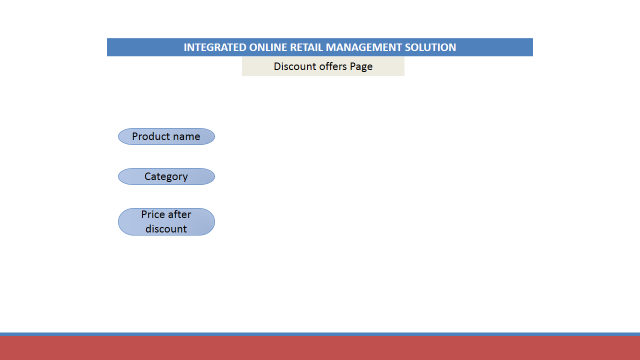 INTEGRATED ONLINE RETAIL MANAGEMENT SOLUTION
Discount offers Page
Product name
Category
Price after
discount